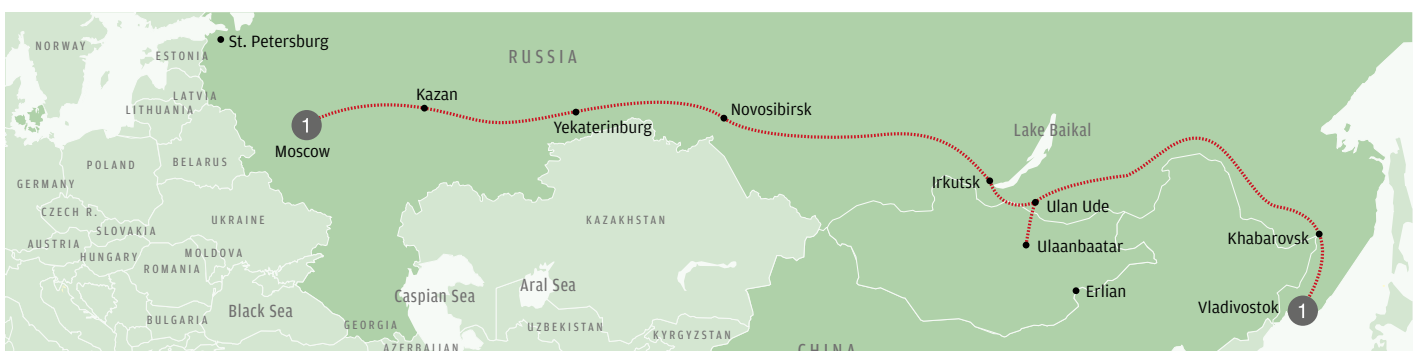 NORWAY
St. Petersburg
ESTONIA
RUSSIA
LATVIA
LITHUANIA
Kazan
Novosibirsk
1
Moscow
Yekaterinburg
Lake Baikal
POLAND
BELARUS
GERMANY
Irkutsk
CZECH R.
UKRAINE
KAZAKHSTAN
Ulan Ude
SLOVAKIA
AUSTRIA
HUNGARY
MOLDOVA
ROMANIA
Ulaanbaatar
Khabarovsk
Caspian Sea
Aral Sea
Erlian
Black Sea
BULGARIA
GEORGIA
UZBEKISTAN
KYRGYZSTAN
Vladivostok
1
AZERBAIJAN
CHINA